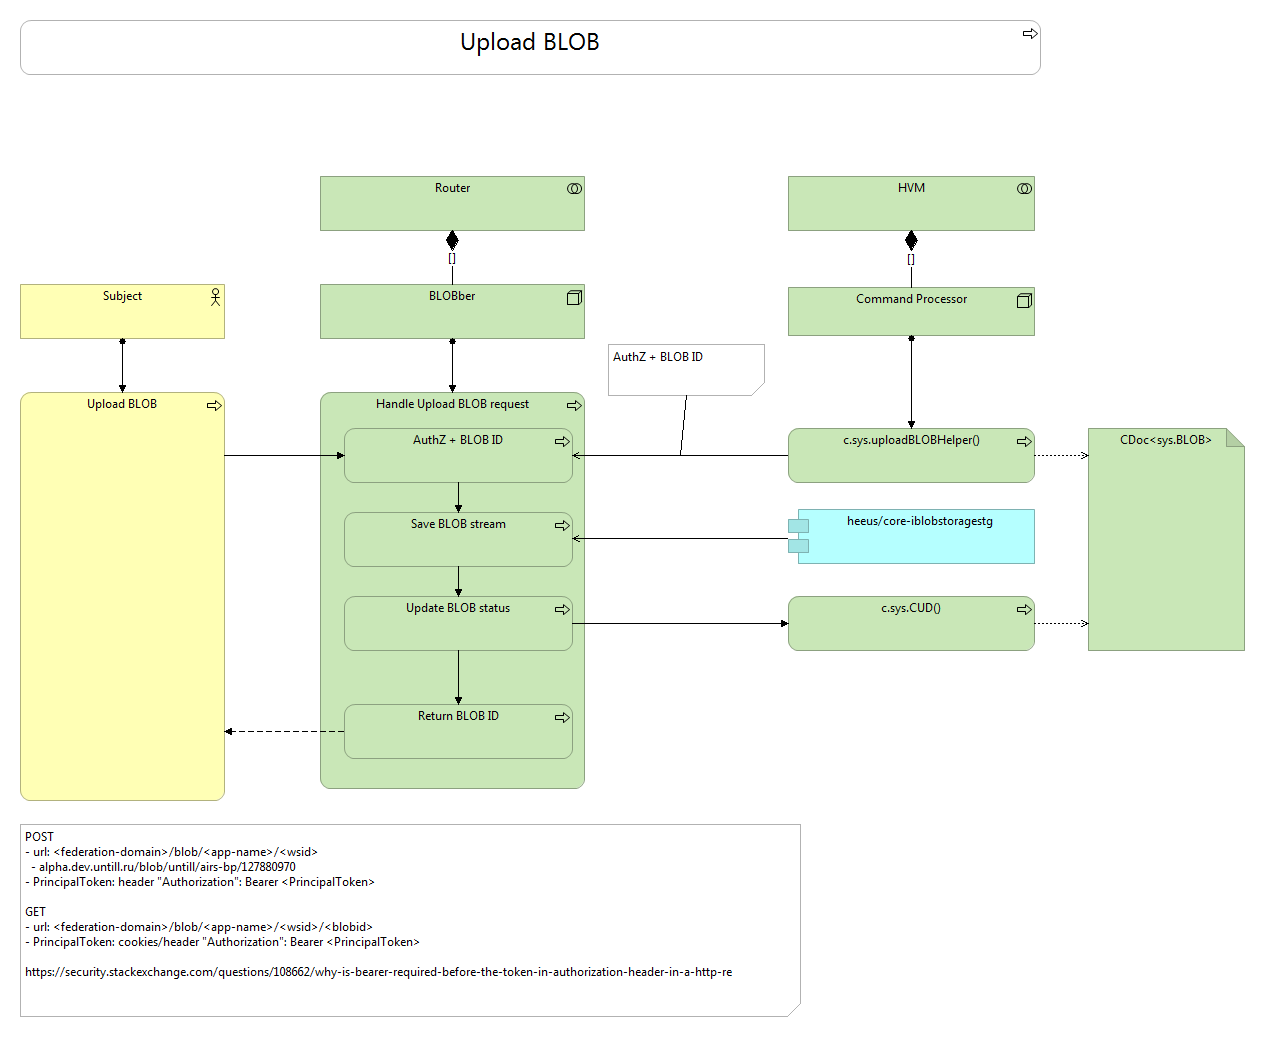 Upload BLOB
Router
HVM
[]
[]
Subject
BLOBber
Command Processor
AuthZ + BLOB ID
Upload BLOB
Handle Upload BLOB request
AuthZ + BLOB ID
c.sys.uploadBLOBHelper()
CDoc<sys.BLOB>
Save BLOB stream
heeus/core-iblobstoragestg
Update BLOB status
c.sys.CUD()
Return BLOB ID
POST
- url: <federation-domain>/blob/<app-name>/<wsid>
- alpha.dev.untill.ru/blob/untill/airs-bp/127880970
- PrincipalToken: header "Authorization": Bearer <PrincipalToken>
GET
- url: <federation-domain>/blob/<app-name>/<wsid>/<blobid>
- PrincipalToken: cookies/header "Authorization": Bearer <PrincipalToken>
https://security.stackexchange.com/questions/108662/why-is-bearer-required-before-the-token-in-authorization-header-in-a-http-re